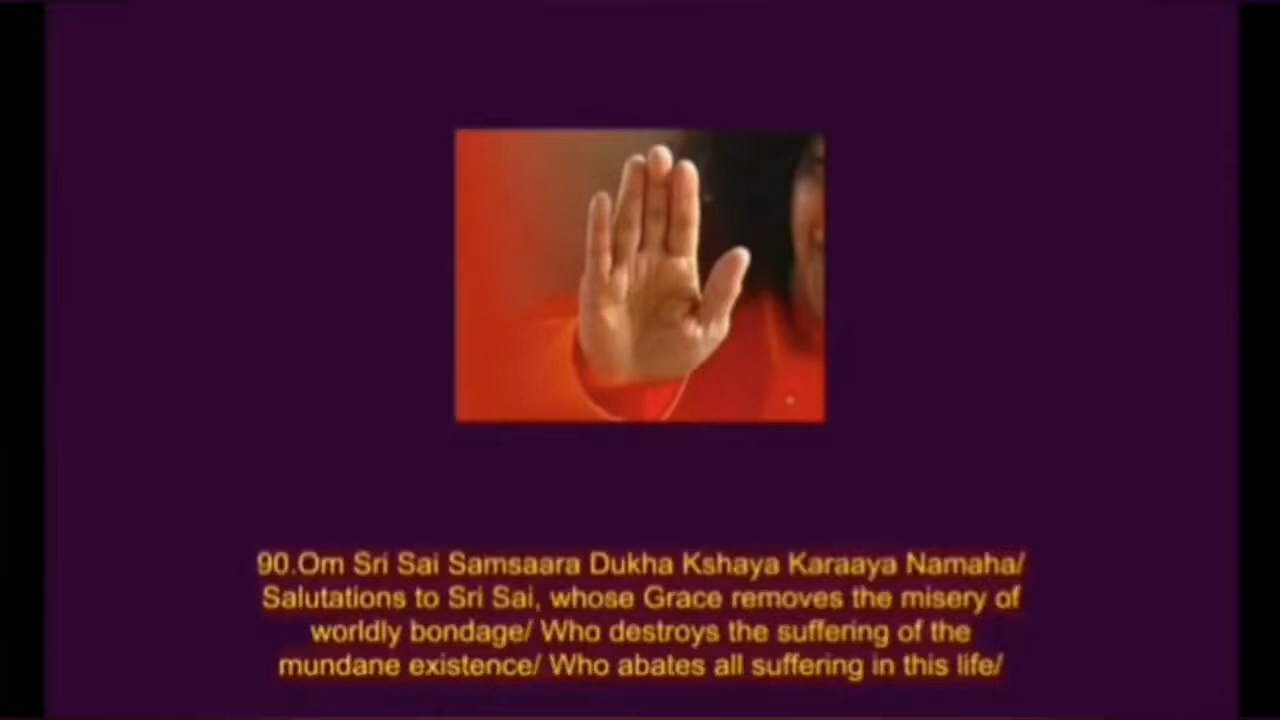 90.Om Sri Sai Samsaara Dukha Kshaya Karaaya Namaha/
Salutations to Sri Sai, whose Grace removes the misery of
worldly bondage/ Who destroys the suffering of the
mundane existence/ Who abates all suffering in this life/